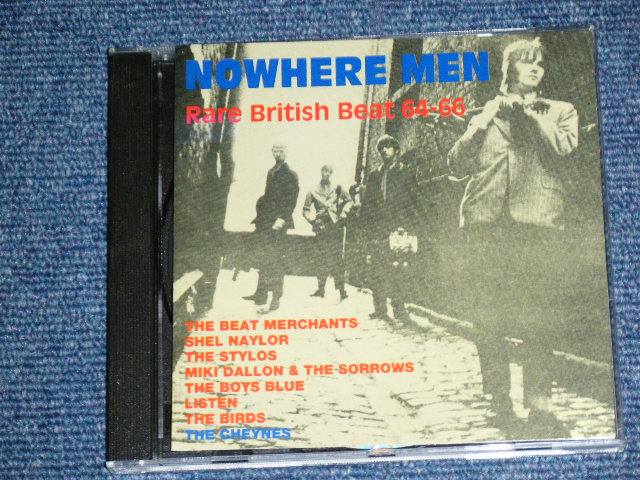 NOWHERE MEN
Rare British Beat 64-66
THE BEAT MERCHANTS
SHEL NAYLOR
THE STYLOS
MIKI DALLON & THE SORROWS
THE BOYS BLUE
LISTEN
THE BIRDS
THE CHEYNES